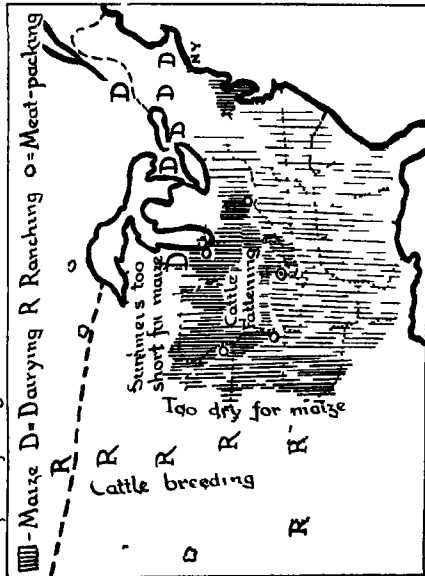 -Maize D=Dairying R Ranching o=Meat-packing
Summers too
short for maize
D
D
D
D
D
D
NY
Cattle
Fattening
Too dry for maize
R
R
R
R
R
R
Cattle breeding